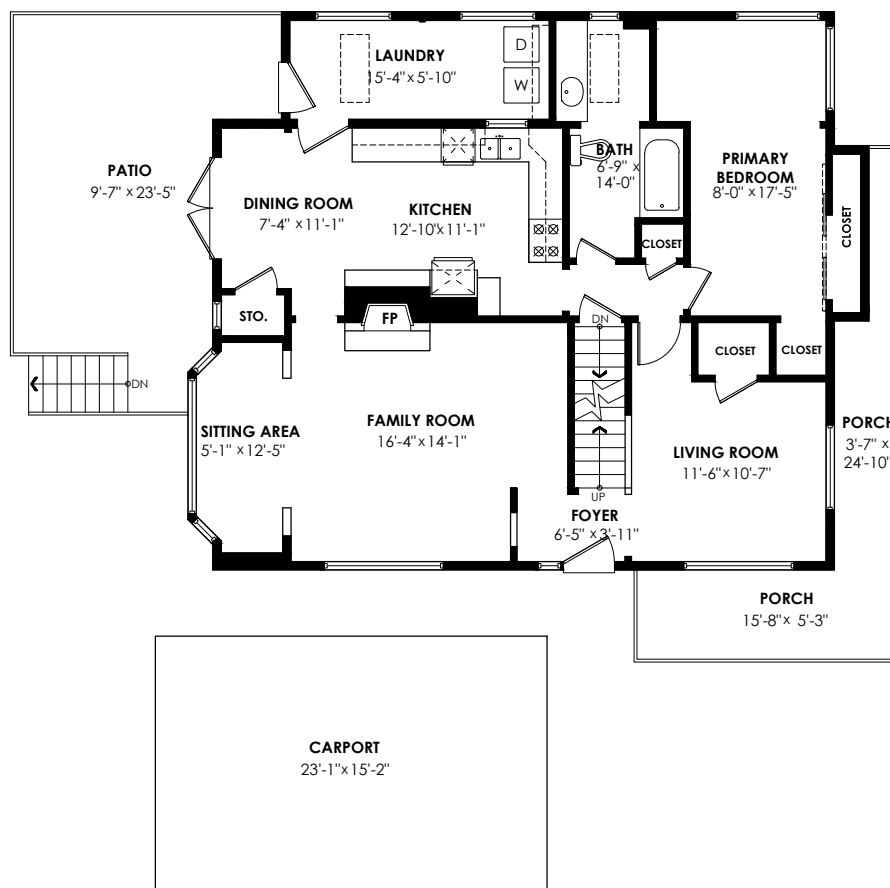 LAUNDRY
15'-4" x 5'-10"
D
W
BATH
6'-9" x
14'-0"
PATIO
9'-7" x 23'-5"
PRIMARY
BEDROOM
8'-0" x 17'-5"
CLOSET
DINING ROOM
7'-4" x 11'-1"
KITCHEN
12'-10" x 11'-1"
CLOSET
STO.
FP
DN
CLOSET
CLOSET
DN
SITTING AREA
5'-1" x 12'-5"
FAMILY ROOM
16'-4" x 14'-1"
LIVING ROOM
11'-6" x 10'-7"
PORCH
3'-7" x
24'-10"
UP
FOYER
6'-5" x 3'-11"
PORCH
15'-8" x 5'-3"
CARPORT
23'-1" x 15'-2"